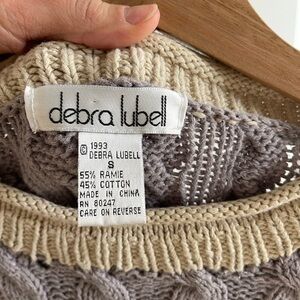 debra lubell
© 1993
DEBRA LUBELL
S
55% RAMIE
45% COTTON
MADE IN CHINA
RN 80247
CARE ON REVERSE